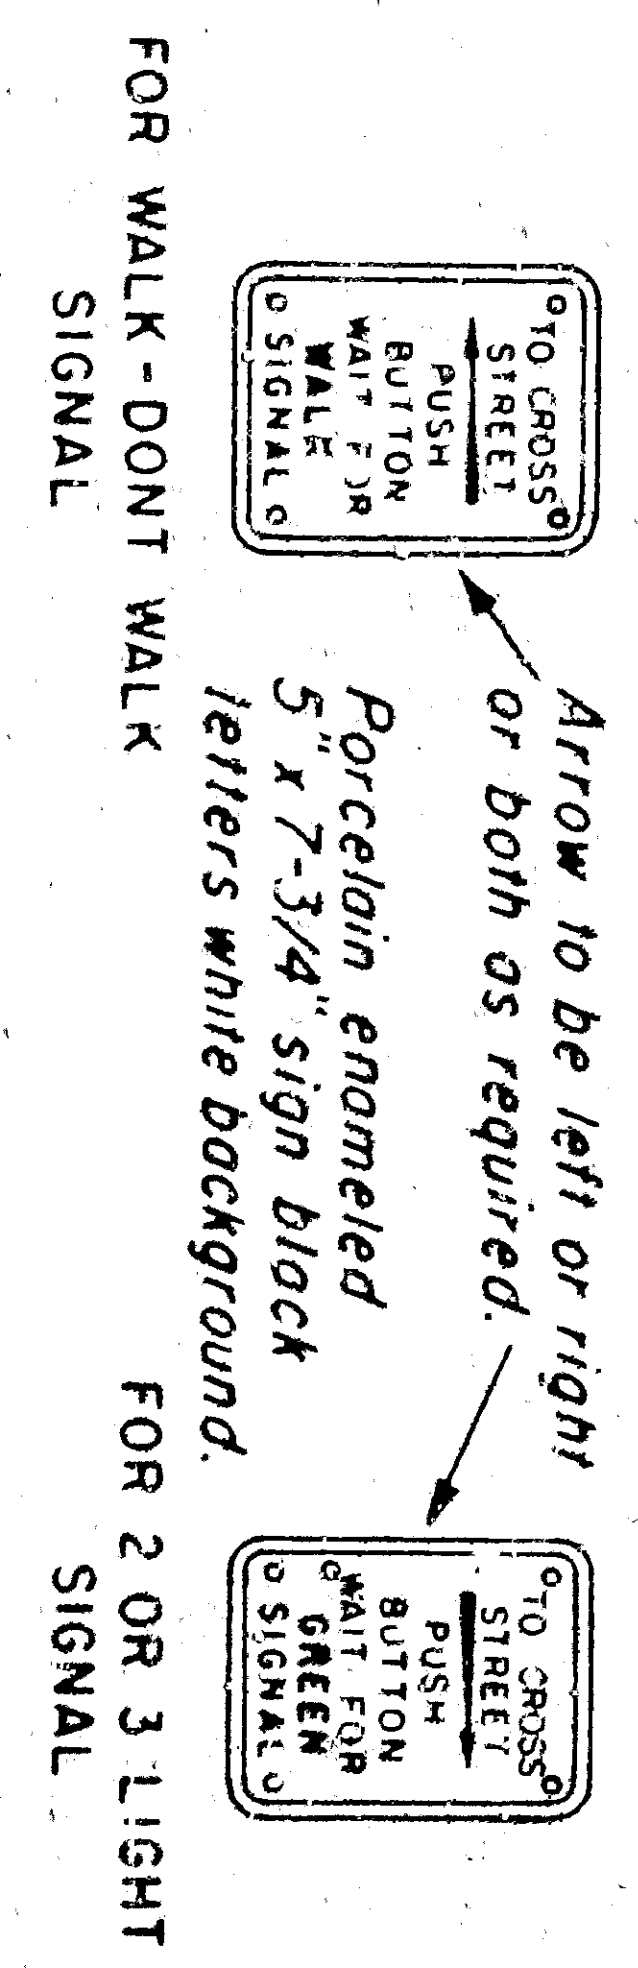 TO CROSS
STREET
PUSH
BUTTON
WAIT FOR
WALK
SIGNAL
FOR WALK-DONT WALK
SIGNAL
Arrow to be left or right
or both as required.
Porcelain enameled
5" x 7-3/4" sign black
letters white background.
TO CROSS
STREET
PUSH
BUTTON
WAIT FOR
GREEN
SIGNAL
FOR 2 OR 3 LIGHT
SIGNAL